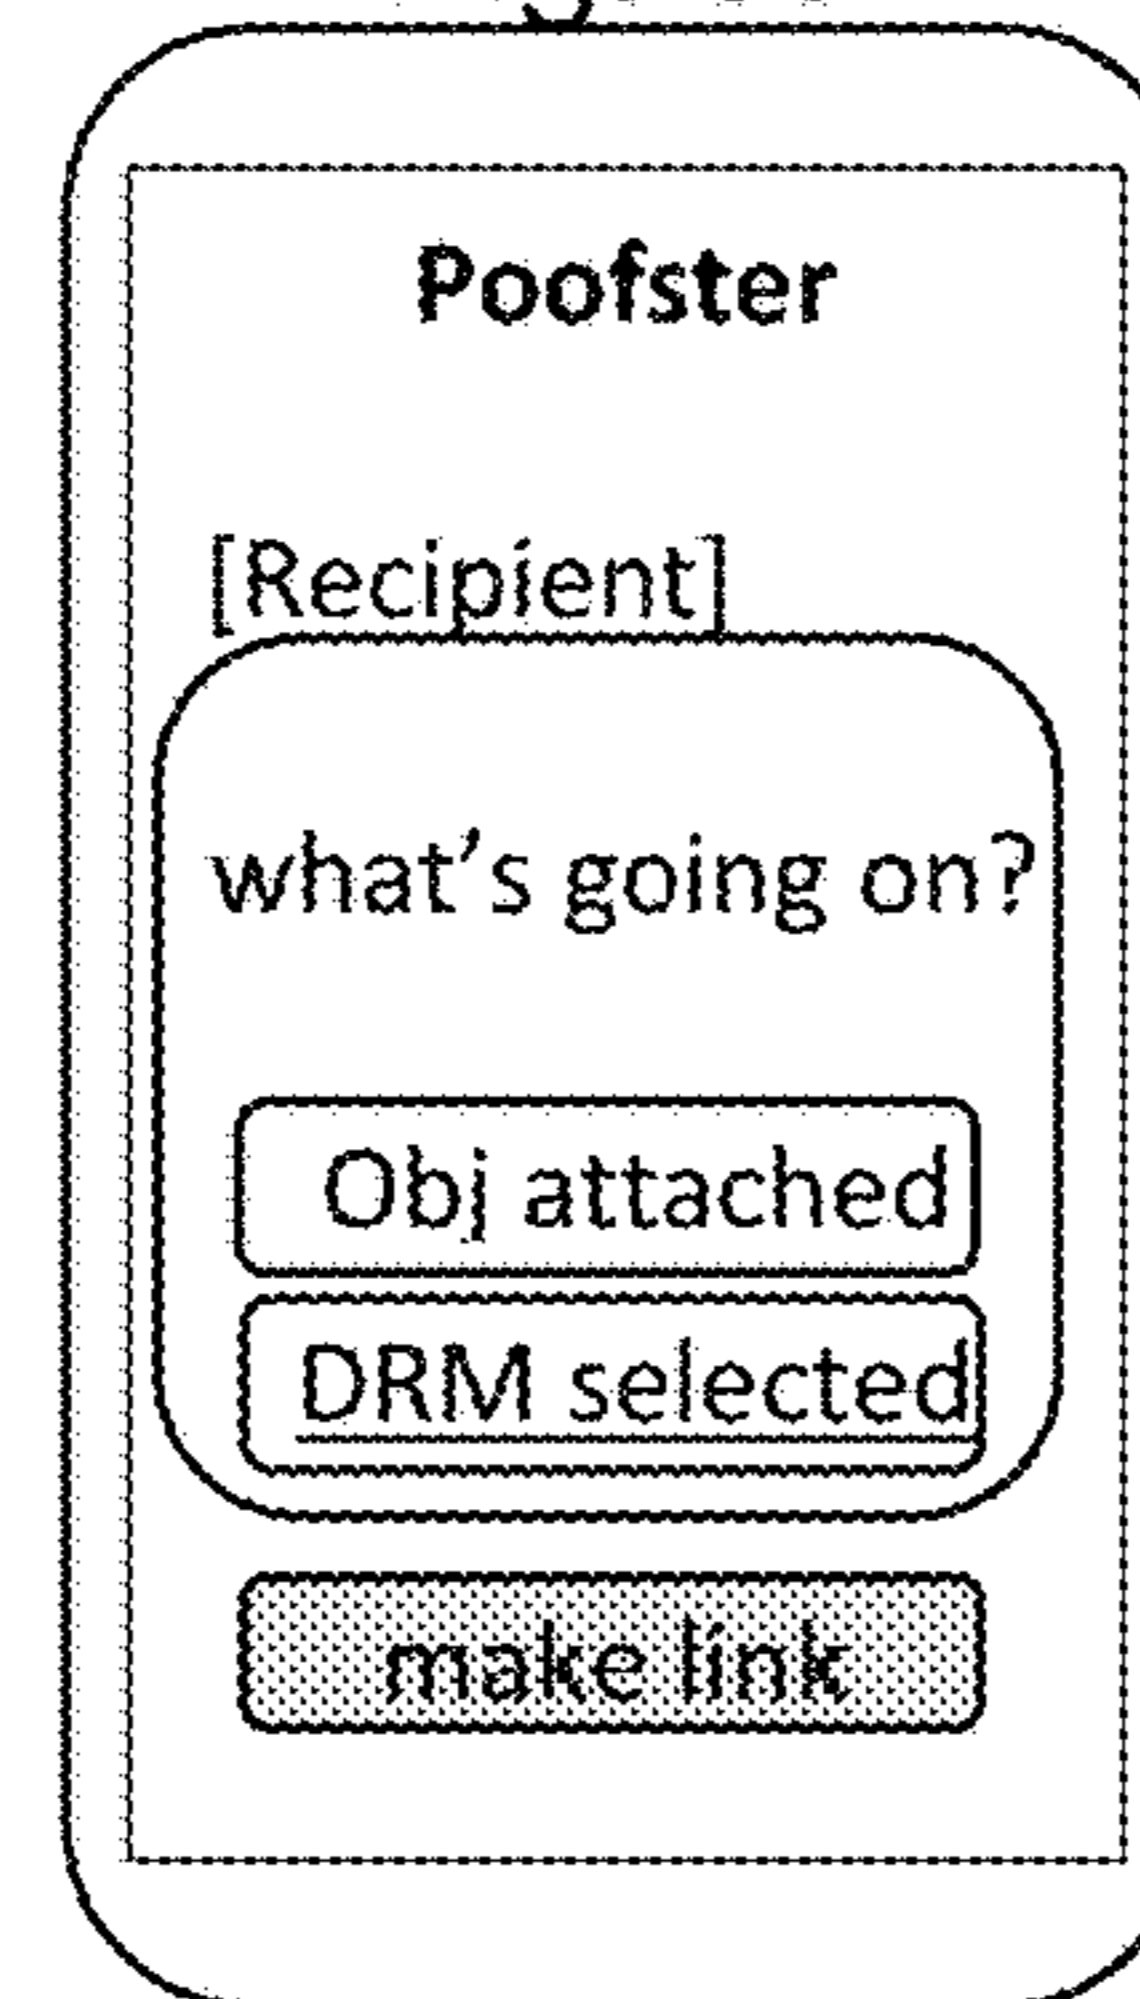 Poofster
[Recipient]
what's going on?
Obj attached
DRM selected
make link